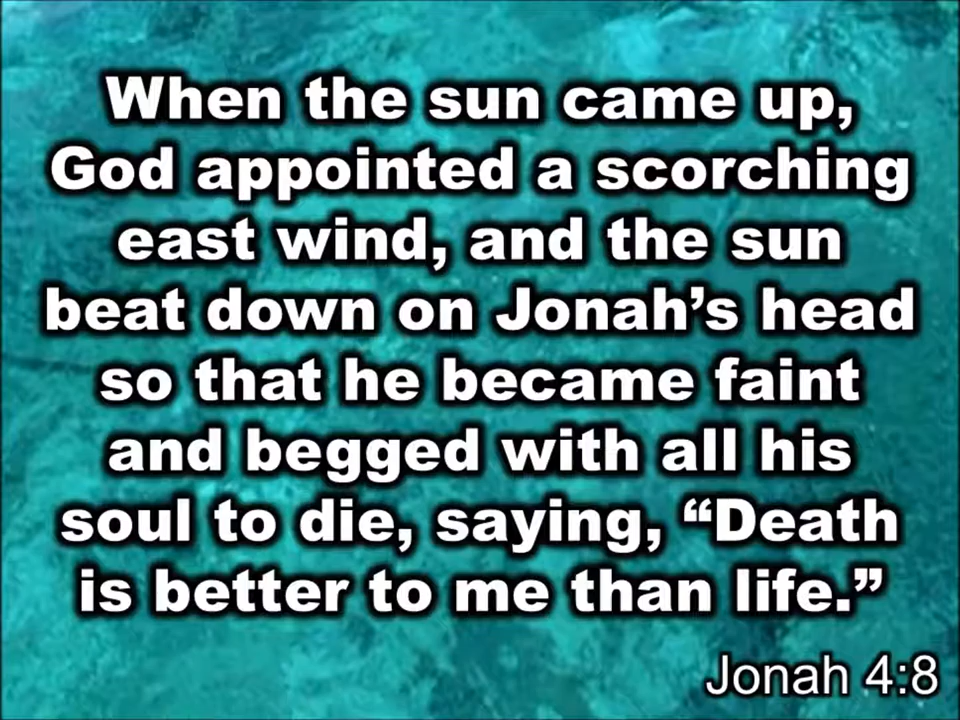 When the sun came up,
God appointed a scorching
east wind, and the sun
beat down on Jonah’s head
so that he became faint
and begged with all his
soul to die, saying, “Death
is better to me than life.”
Jonah 4:8